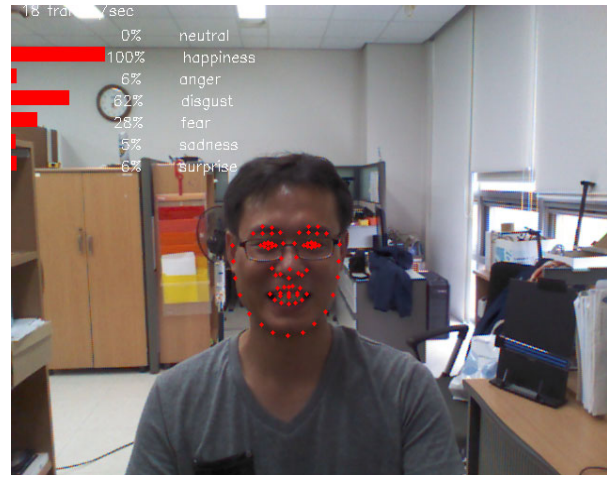 18 frames/sec
0% neutral
100% happiness
6% anger
62% disgust
28% fear
5% sadness
6% surprise